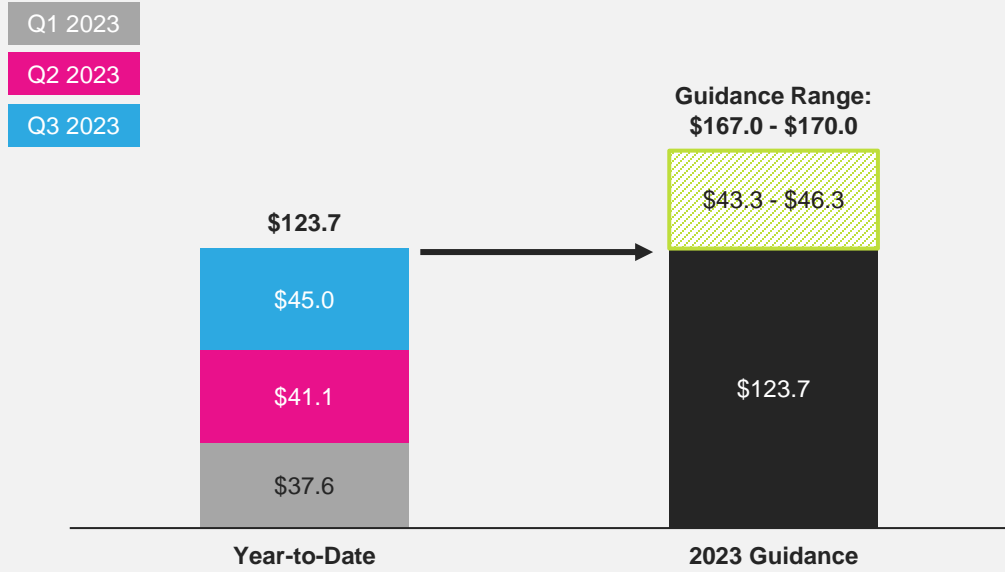 Q1 2023
Q2 2023
Q3 2023
Guidance Range:
$167.0 - $170.0
$43.3 - $46.3
$123.7
$45.0
$41.1
$37.6
$123.7
Year-to-Date
2023 Guidance